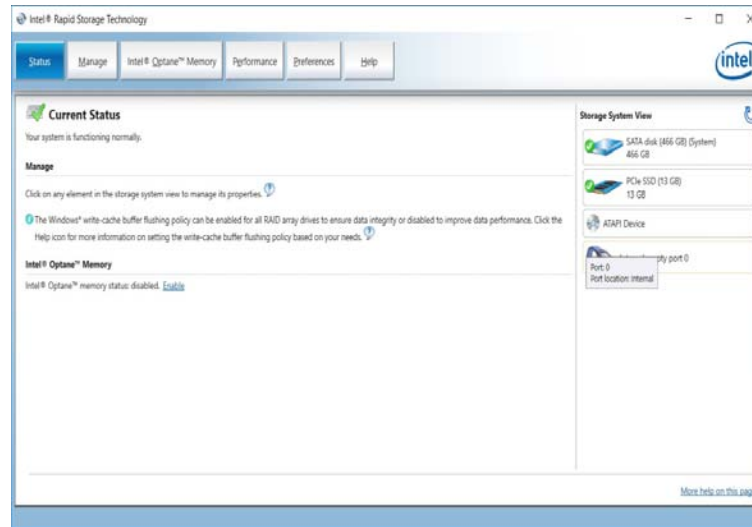 Intel® Rapid Storage Technology
Status
Manage
Intel® Optane™ Memory
Performance
Preferences
Help
intel
Current Status
Your system is functioning normally.
Manage
Click on any element in the storage system view to manage its properties.
The Windows* write-cache buffer flushing policy can be enabled for all RAID array drives to ensure data integrity or disabled to improve data performance. Click the
Help icon for more information on setting the write-cache buffer flushing policy based on your needs.
Intel® Optane™ Memory
Intel® Optane™ memory status: disabled. Enable
Storage System View
SATA disk (466 GB) (System)
466 GB
PCIe SSD (13 GB)
13 GB
ATAPI Device
port 0
Port: 0
Port location: internal
More help on this pag